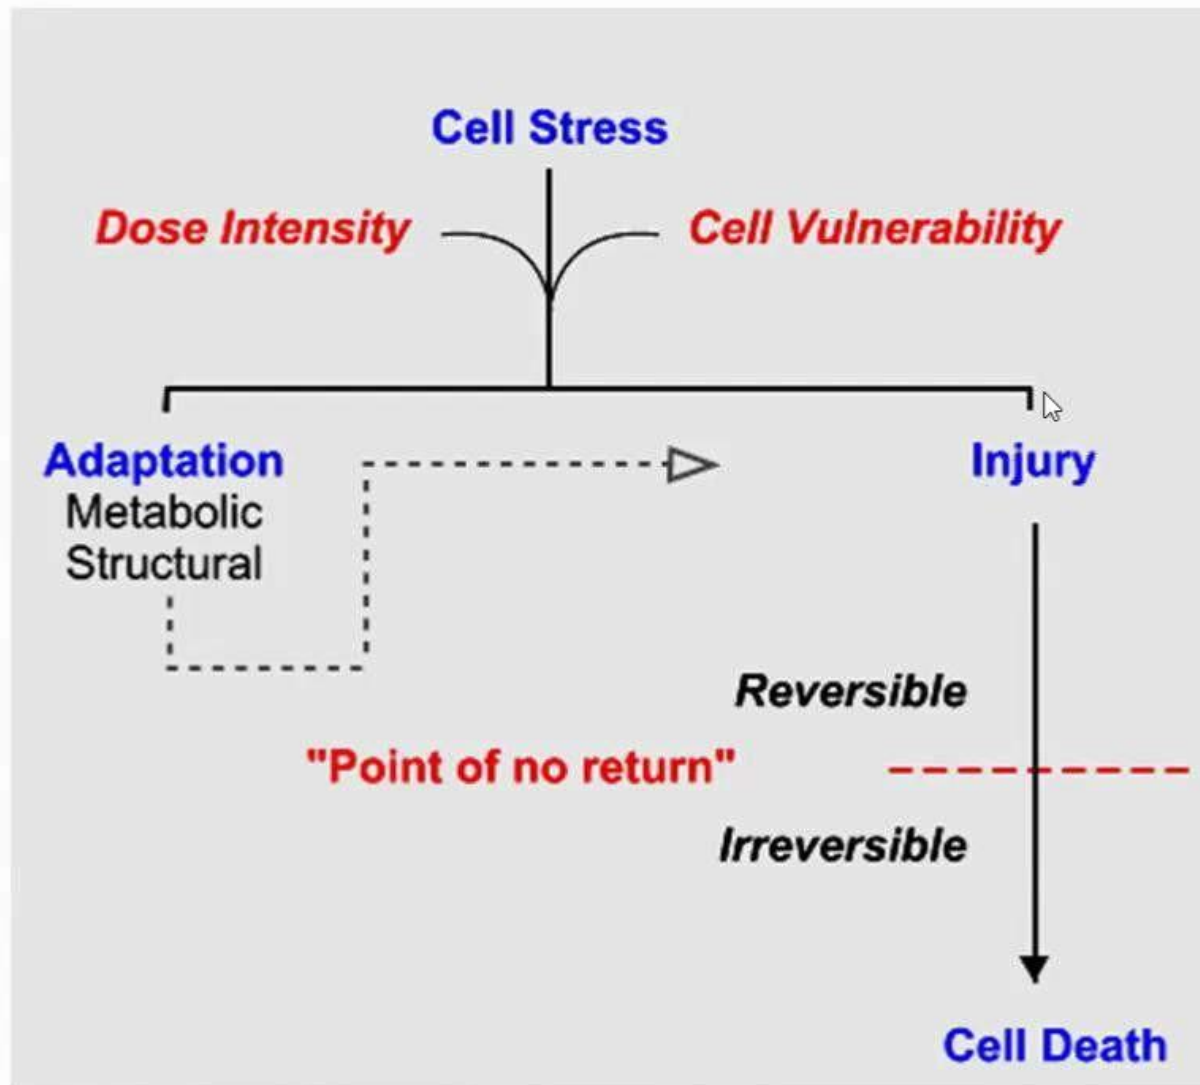 Cell Stress
Dose Intensity
Cell Vulnerability
Adaptation
Metabolic
Structural
Injury
Reversible
"Point of no return"
Irreversible
Cell Death